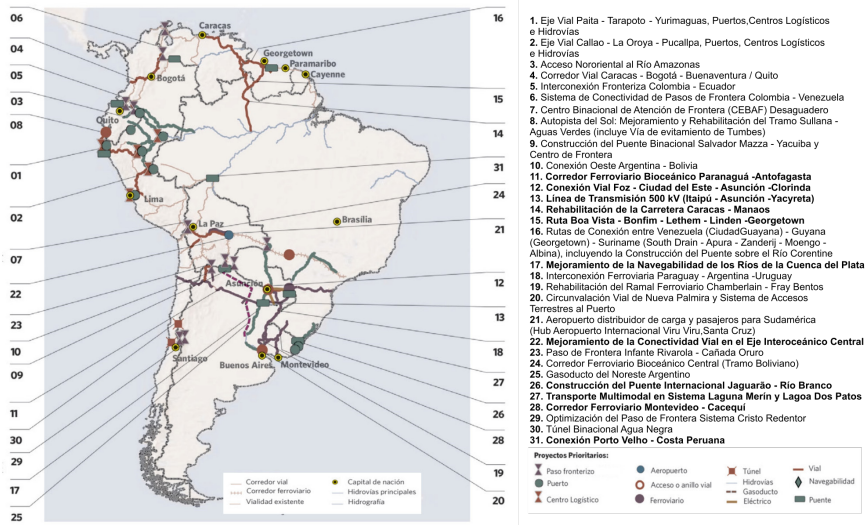 06
04
05
03
08
01
02
07
22
23
10
09
11
30
29
17
25
16
15
14
31
24
21
12
13
18
27
26
28
19
20
Caracas
Georgetown
Paramaribo
Cayenne
Bogotá
Quito
Lima
La Paz
Brasília
Asunción
Santiago
Buenos Aires
Montevideo
Corredor vial
Corredor ferroviario
Vialidad existente
Capital de nación
Hidrovías principales
Hidrografía
1. Eje Vial Paita - Tarapoto - Yurimaguas, Puertos,Centros Logísticos
e Hidrovías
2. Eje Vial Callao - La Oroya - Pucallpa, Puertos, Centros Logísticos
e Hidrovías
3. Acceso Nororiental al Río Amazonas
4. Corredor Vial Caracas - Bogotá - Buenaventura / Quito
5. Interconexión Fronteriza Colombia - Ecuador
6. Sistema de Conectividad de Pasos de Frontera Colombia - Venezuela
7. Centro Binacional de Atención de Frontera (CEBAF) Desaguadero
8. Autopista del Sol: Mejoramiento y Rehabilitación del Tramo Sullana -
Aguas Verdes (incluye Vía de evitamiento de Tumbes)
9. Construcción del Puente Binacional Salvador Mazza - Yacuiba y
Centro de Frontera
10. Conexión Oeste Argentina - Bolivia
11. Corredor Ferroviario Bioceánico Paranaguá -Antofagasta
12. Conexión Vial Foz - Ciudad del Este - Asunción -Clorinda
13. Línea de Transmisión 500 kV (Itaipú - Asunción -Yacyreta)
14. Rehabilitación de la Carretera Caracas - Manaos
15. Ruta Boa Vista - Bonfim - Lethem - Linden -Georgetown
16. Rutas de Conexión entre Venezuela (CiudadGuayana) - Guyana
(Georgetown) - Suriname (South Drain - Apura - Zanderij - Moengo -
Albina), incluyendo la Construcción del Puente sobre el Río Corentine
17. Mejoramiento de la Navegabilidad de los Ríos de la Cuenca del Plata
18. Interconexión Ferroviaria Paraguay - Argentina -Uruguay
19. Rehabilitación del Ramal Ferroviario Chamberlain - Fray Bentos
20. Circunvalación Vial de Nueva Palmira y Sistema de Accesos
Terrestres al Puerto
21. Aeropuerto distribuidor de carga y pasajeros para Sudamérica
(Hub Aeropuerto Internacional Viru Viru,Santa Cruz)
22. Mejoramiento de la Conectividad Vial en el Eje Interoceánico Central
23. Paso de Frontera Infante Rivarola - Cañada Oruro
24. Corredor Ferroviario Bioceánico Central (Tramo Boliviano)
25. Gasoducto del Noreste Argentino
26. Construcción del Puente Internacional Jaguarão - Río Branco
27. Transporte Multimodal en Sistema Laguna Merín y Lagoa Dos Patos
28. Corredor Ferroviario Montevideo - Cacequí
29. Optimización del Paso de Frontera Sistema Cristo Redentor
30. Túnel Binacional Agua Negra
31. Conexión Porto Velho - Costa Peruana
Proyectos Prioritarios:
Paso fronterizo
Puerto
Centro Logístico
Aeropuerto
Acceso o anillo vial
Ferroviario
Túnel
Hidrovías
Gasoducto
Eléctrico
Vial
Navegabilidad
Puente